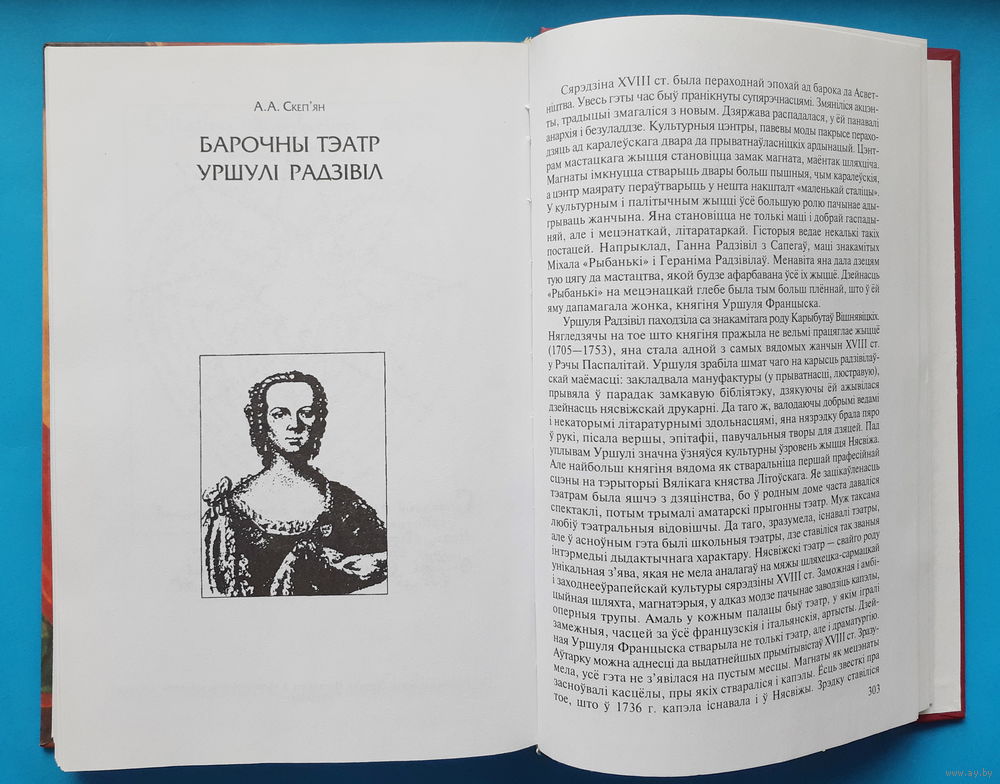 А.А. Скеп'ян
БАРОЧНЫ ТЭАТР
УРШУЛІ РАДЗІВІЛ
Сярэдзіна XVIII ст. была пераходнай эпохай ад барока да Асвет-
ніцтва. Увесь гэты час быў пранікнуты супярэчнасцямі. Змяніліся акцэн-
ты, традыцыі змагаліся з новым. Дзяржава распадалася, у ёй панавалі
анархія і безуладдзе. Культурныя цэнтры, павевы моды пакрысе перахо-
дзяць ад каралеўскага двара да прыватнаўласніцкіх ардынацый. Цэнт-
рам мастацкага жыцця становіцца замак магната, маёнтак шляхціча.
Магнаты імкнуцца стварыць двары больш пышныя, чым каралеўскія,
а цэнтр маярату пераўтварыць у нешта накшталт «маленькай сталіцы».
У культурным і палітычным жыцці ўсё большую ролю пачынае ады-
грываць жанчына. Яна становіцца не толькі маці і добрай гаспады-
няй, але і мецэнаткай, літаратаркай. Гісторыя ведае некалькі такіх
постацей. Напрыклад, Ганна Радзівіл з Сапегаў, маці знакамітых
Міхала «Рыбанькі» і Гераніма Радзівілаў. Менавіта яна дала дзецям
тую цягу да мастацтва, якой будзе афарбавана ўсё іх жыццё. Дзейнасць
«Рыбанькі» на мецэнацкай глебе была тым больш плённай, што ў ёй
яму дапамагала жонка, княгіня Уршуля Францыска.
Уршуля Радзівіл паходзіла са знакамітага роду Карыбутаў Вішнявіцкіх.
Нягледзячы на тое што княгіня пражыла не вельмі працяглае жыццё
(1705—1753), яна стала адной з самых вядомых жанчын XVIII ст.
у Рэчы Паспалітай. Уршуля зрабіла шмат чаго на карысць радзівілаў-
скай маёмасці: закладвала мануфактуры (у прыватнасці, люстравую),
прывяла ў парадак замкавую бібліятэку, дзякуючы ёй ажывілася
дзейнасць нясвіжскай друкарні. Да таго ж, валодаючы добрымі ведамі
і некаторымі літаратурнымі здольнасцямі, яна нязрэдку брала пяро
ў рукі, пісала вершы, эпітафіі, павучальныя творы для дзяцей. Пад
уплывам Уршулі значна ўзняўся культурны ўзровень жыцця Нясвіжа.
Але найбольш княгіня вядома як стваральніца першай прафесійнай
сцэны на тэрыторыі Вялікага княства Літоўскага. Яе зацікаўленасць
тэатрам была яшчэ з дзяцінства, бо ў родным доме часта даваліся
спектаклі, потым трымалі аматарскі прыгонны тэатр. Муж таксама
любіў тэатральныя відовішчы. Да таго, зразумела, існавалі тэатры,
але ў асноўным гэта былі школьныя тэатры, дзе ставіліся так званыя
інтэрмедыі дыдактычнага характару. Нясвіжскі тэатр — свайго роду
унікальная з'ява, якая не мела аналагаў на мяжы шляхецка-сармацкай
і заходнееўрапейскай культуры сярэдзіны XVIII ст. Заможная і амбі-
цыйная шляхта, магнатэрыя, у адказ модзе пачынае заводзіць капэлы,
оперныя трупы. Амаль у кожным палацы быў тэатр, у якім ігралі
замежныя, часцей за ўсё французскія і італьянскія, артысты. Дзей-
ная Уршуля Францыска стварыла не толькі тэатр, але і драматургію.
Аўтарку можна аднесці да выдатнейшых прымітывістаў XVIII ст. Зразу-
мела, усё гэта не з'явілася на пустым месцы. Магнаты як мецэнаты
засноўвалі касцёлы, пры якіх ствараліся і капэлы. Ёсць звесткі пра
тое, што ў 1736 г. капэла існавала і ў Нясвіжы. Зрэдку ставіліся
303
www.ay.by